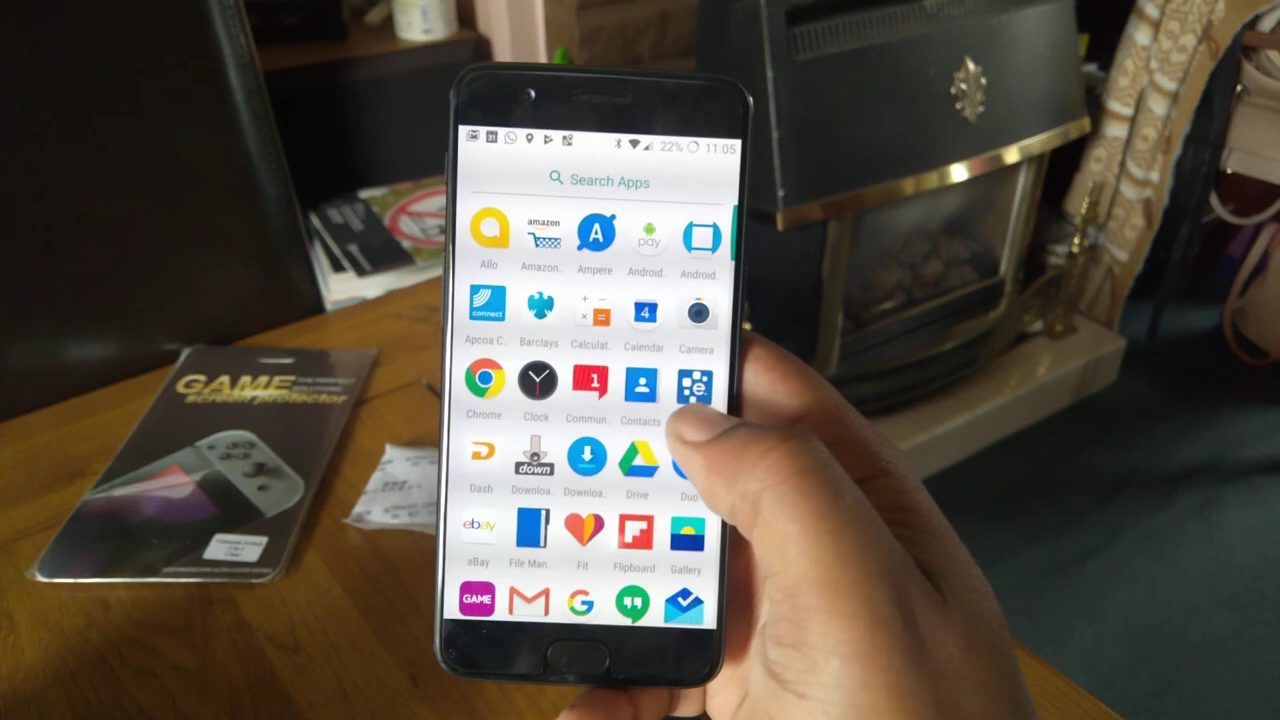 31
22%
11:05
Search Apps
amazon
A
pay
Allo
Amazon..
Ampere
Android..
Android..
connect
4
Apcoa C..
Barclays
Calculat..
Calendar
Camera
1
e
Chrome
Clock
Commun..
Contacts
down
Dash
Downloa..
Downloa..
Drive
Duo
ebay
eBay
File Man..
Fit
Flipboard
Gallery
GAME
G
GAME
screen protector